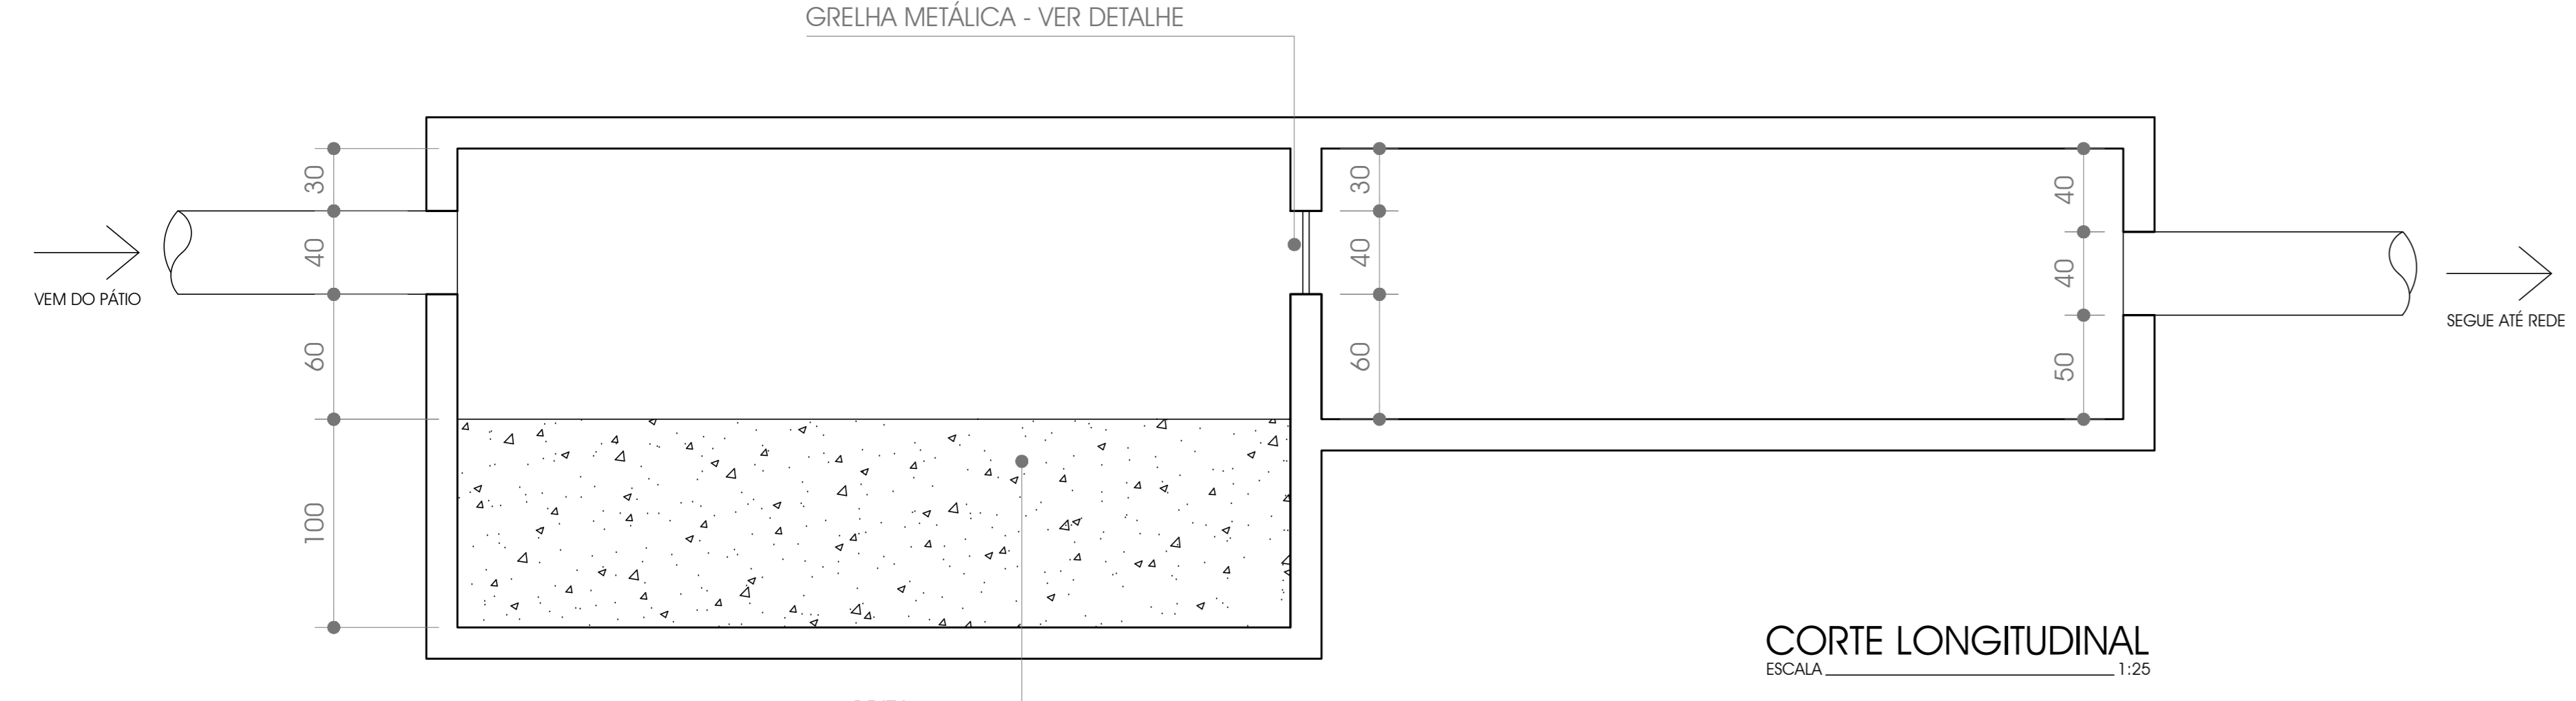 GRELHA METÁLICA - VER DETALHE
30
40
60
100
30
40
60
40
40
50
VEM DO PÁTIO
SEGUE ATÉ REDE
CORTE LONGITUDINAL
ESCALA 1:25